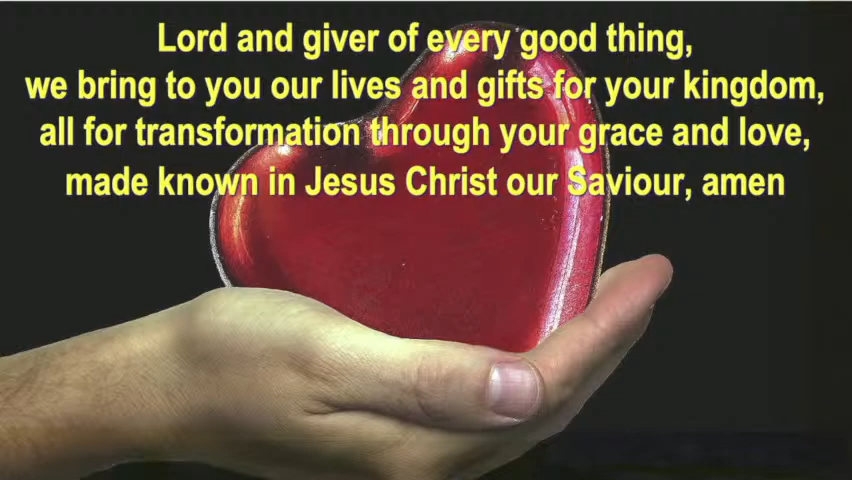 Lord and giver of every good thing,
we bring to you our lives and gifts for your kingdom,
all for transformation through your grace and love,
made known in Jesus Christ our Saviour, amen